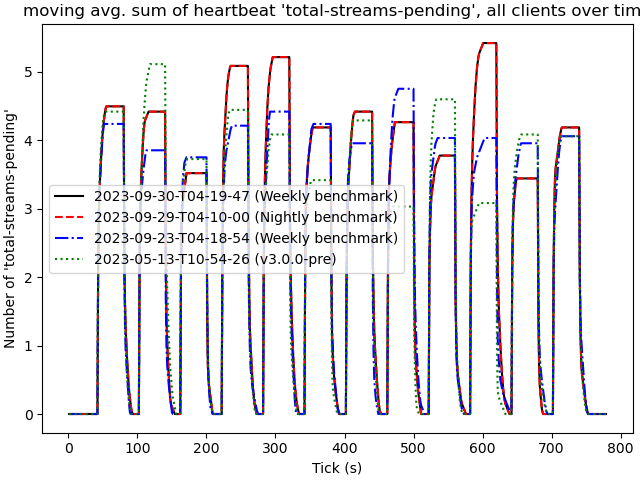 moving avg. sum of heartbeat 'total-streams-pending', all clients over tim
Number of 'total-streams-pending'
5
4
3
2
1
0
2023-09-30-T04-19-47 (Weekly benchmark)
2023-09-29-T04-10-00 (Nightly benchmark)
2023-09-23-T04-18-54 (Weekly benchmark)
2023-05-13-T10-54-26 (v3.0.0-pre)
0 100 200 300 400 500 600 700 800
Tick (s)